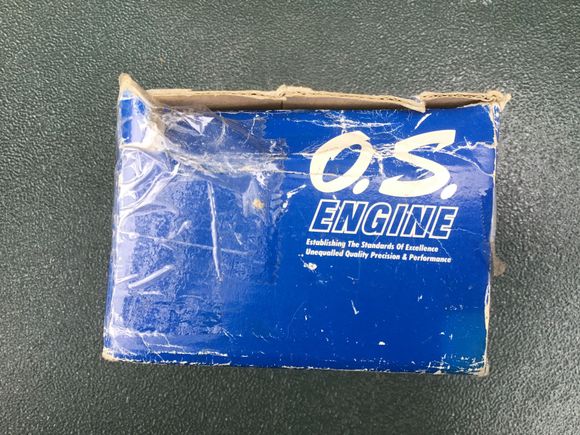 O.S.
ENGINE
Establishing The Standards Of Excellence
Unequalled Quality Precision & Performance